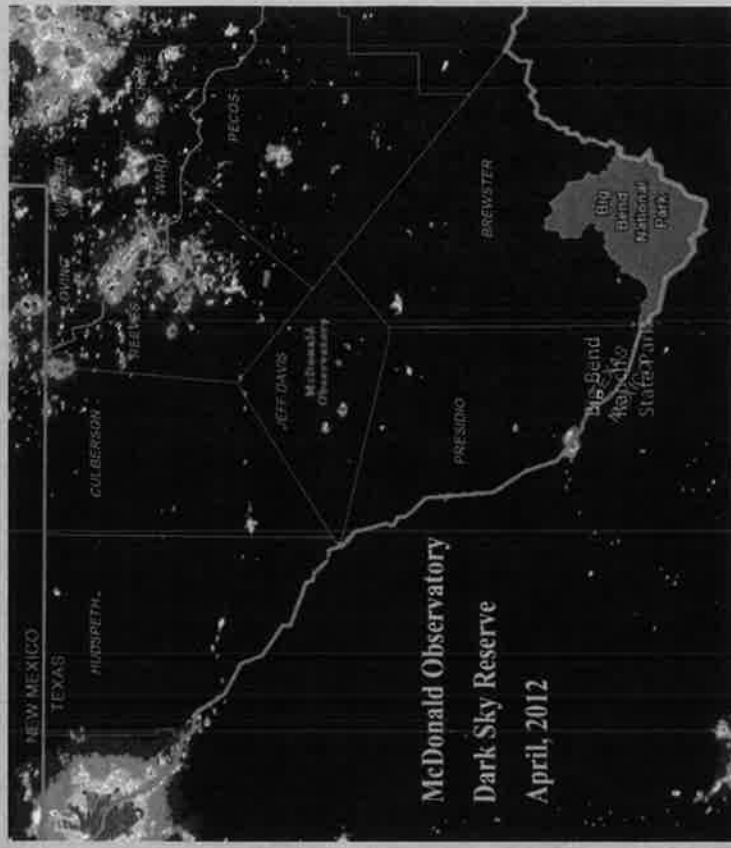 NEW MEXICO
TEXAS
HUDSPETH
CULBERSON
LOVING
REEVES
WARD
CRANE
PECOS
JEFF DAVIS
McDonald
Observatory
PRESIDIO
BREWSTER
Big
Bend
National
Park
Big Bend
Ranch
State Park
McDonald Observatory
Dark Sky Reserve
April, 2012